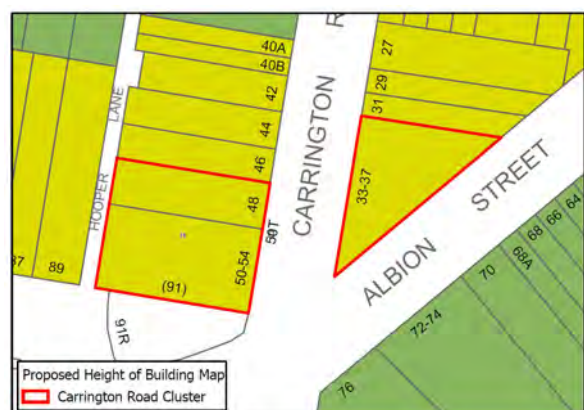 40A
40B
42
44
46
48
50T
50-54
(91)
91R
HOOPER LANE
89
CARRINGTON R
27
29
31
33-37
ALBION STREET
64
66
68
68A
70
72-74
76
Proposed Height of Building Map
Carrington Road Cluster